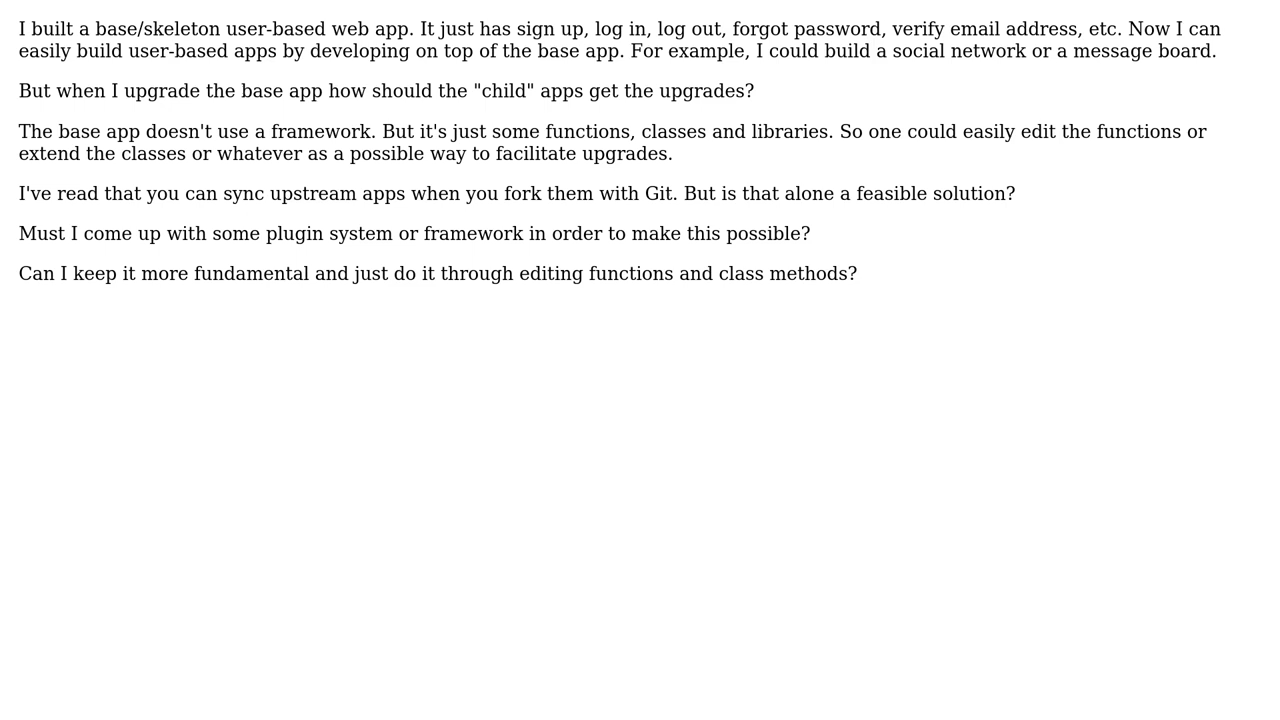 I built a base/skeleton user-based web app. It just has sign up, log in, log out, forgot password, verify email address, etc. Now I can
easily build user-based apps by developing on top of the base app. For example, I could build a social network or a message board.
But when I upgrade the base app how should the "child" apps get the upgrades?
The base app doesn't use a framework. But it's just some functions, classes and libraries. So one could easily edit the functions or
extend the classes or whatever as a possible way to facilitate upgrades.
I've read that you can sync upstream apps when you fork them with Git. But is that alone a feasible solution?
Must I come up with some plugin system or framework in order to make this possible?
Can I keep it more fundamental and just do it through editing functions and class methods?